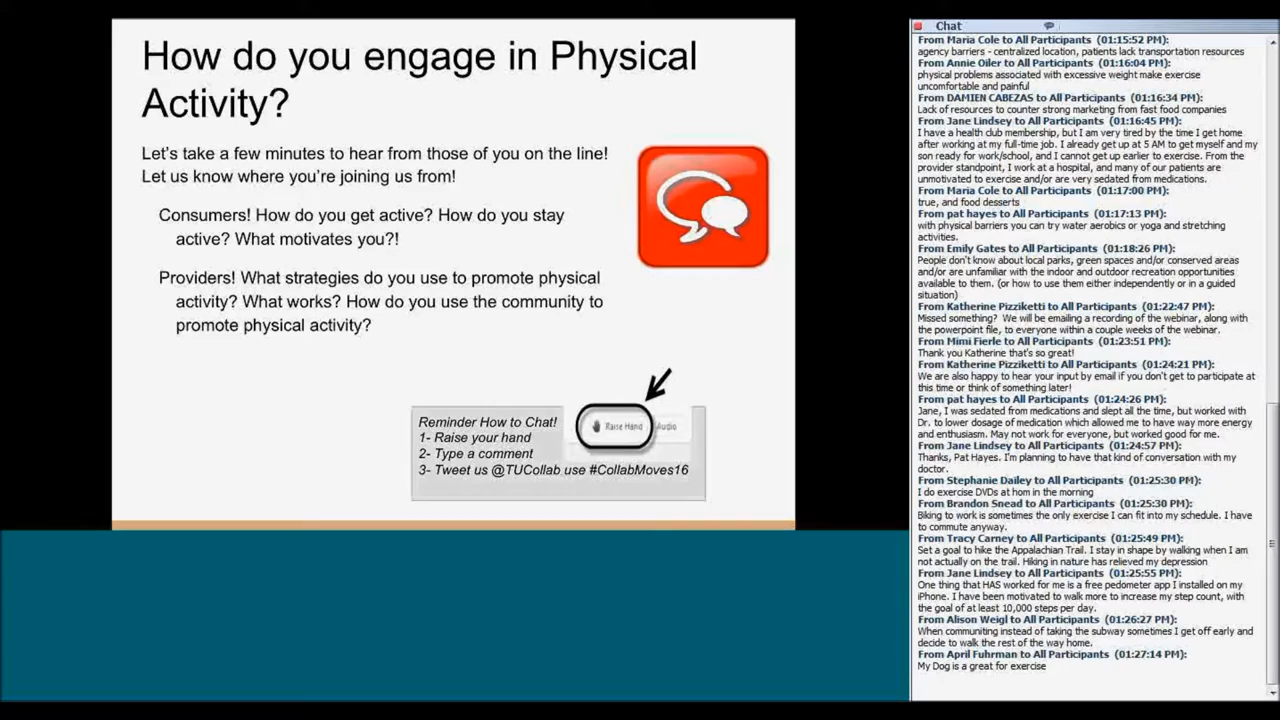 How do you engage in Physical
Activity?
Let's take a few minutes to hear from those of you on the line!
Let us know where you're joining us from!
Consumers! How do you get active? How do you stay
active? What motivates you?!
Providers! What strategies do you use to promote physical
activity? What works? How do you use the community to
promote physical activity?
Reminder How to Chat!
1- Raise your hand
2- Type a comment
3- Tweet us @TUCollab use #CollabMoves16
Raise Hand
Audio
Chat
From Maria Cole to All Participants (01:15:52 PM):
agency barriers - centralized location, patients lack transportation resources
From Annie Oiler to All Participants (01:16:04 PM):
physical problems associated with excessive weight make exercise
uncomfortable and painful
From DAMIEN CABEZAS to All Participants (01:16:34 PM):
Lack of resources to counter strong marketing from fast food companies
From Jane Lindsey to All Participants (01:16:45 PM):
I have a health club membership, but I am very tired by the time I get home
after working at my full-time job. I already get up at 5 AM to get myself and my
son ready for work/school, and I cannot get up earlier to exercise. From the
provider standpoint, I work at a hospital, and many of our patients are
unmotivated to exercise and/or are very sedated from medications.
From Maria Cole to All Participants (01:17:00 PM):
true, and food desserts
From pat hayes to All Participants (01:17:13 PM):
with physical barriers you can try water aerobics or yoga and stretching
activities.
From Emily Gates to All Participants (01:18:26 PM):
People don't know about local parks, green spaces and/or conserved areas
and/or are unfamiliar with the indoor and outdoor recreation opportunities
available to them. (or how to use them either independently or in a guided
situation)
From Katherine Pizziketti to All Participants (01:22:47 PM):
Missed something? We will be emailing a recording of the webinar, along with
the powerpoint file, to everyone within a couple weeks of the webinar.
From Mimi Fierle to All Participants (01:23:51 PM):
Thank you Katherine that's so great!
From Katherine Pizziketti to All Participants (01:24:21 PM):
We are also happy to hear your input by email if you don't get to participate at
this time or think of something later!
From pat hayes to All Participants (01:24:26 PM):
Jane, I was sedated from medications and slept all the time, but worked with
Dr. to lower dosage of medication which allowed me to have way more energy
and enthusiasm. May not work for everyone, but worked good for me.
From Jane Lindsey to All Participants (01:24:57 PM):
Thanks, Pat Hayes. I'm planning to have that kind of conversation with my
doctor.
From Stephanie Dailey to All Participants (01:25:30 PM):
I do exercise DVDs at hom in the morning
From Brandon Snead to All Participants (01:25:30 PM):
Biking to work is sometimes the only exercise I can fit into my schedule. I have
to commute anyway.
From Tracy Carney to All Participants (01:25:49 PM):
Set a goal to hike the Appalachian Trail. I stay in shape by walking when I am
not actually on the trail. Hiking in nature has relieved my depression
From Jane Lindsey to All Participants (01:25:55 PM):
One thing that HAS worked for me is a free pedometer app I installed on my
iPhone. I have been motivated to walk more to increase my step count, with
the goal of at least 10,000 steps per day.
From Alison Weigl to All Participants (01:26:27 PM):
When communiting instead of taking the subway sometimes I get off early and
decide to walk the rest of the way home.
From April Fuhrman to All Participants (01:27:14 PM):
My Dog is a great for exercise